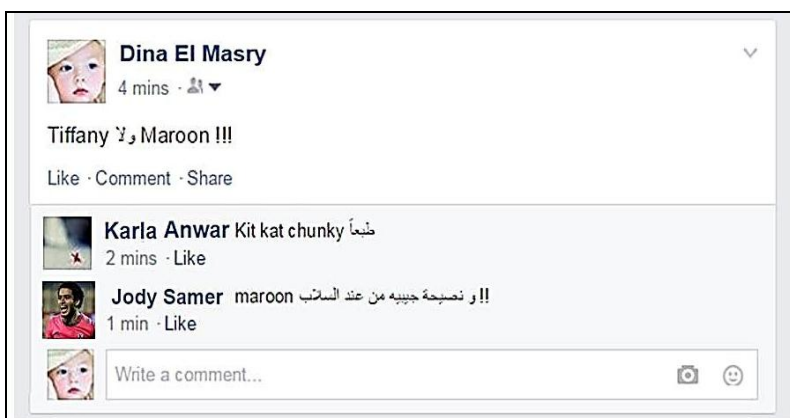 Dina El Masry
4 mins ·
Tiffany ولا Maroon !!!
Like · Comment · Share
Karla Anwar Kit kat chunky طبعاً
2 mins · Like
Jody Samer maroon و نصيحة جيبيه من عند السلاب !!
1 min · Like
Write a comment...